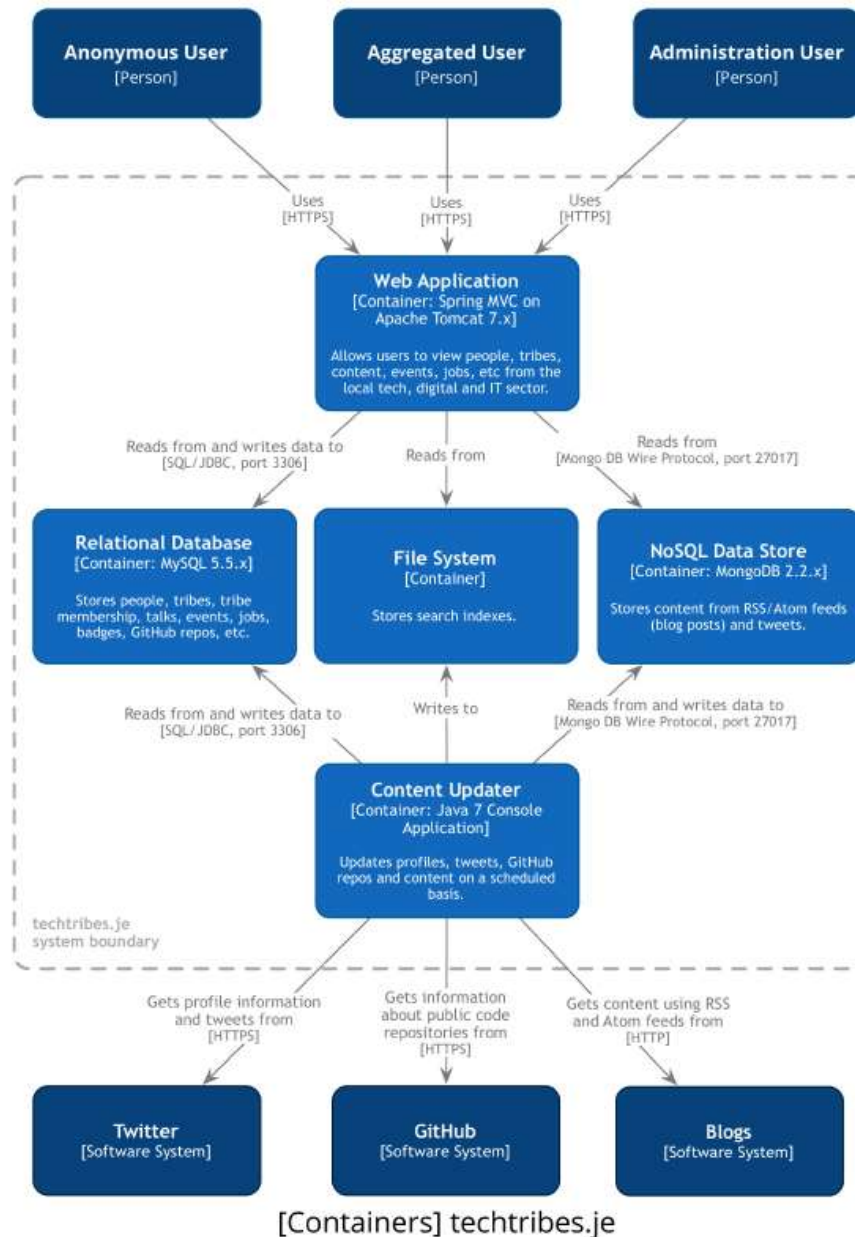 Anonymous User
[Person]
Aggregated User
[Person]
Administration User
[Person]
Uses
[HTTPS]
Uses
[HTTPS]
Uses
[HTTPS]
Web Application
[Container: Spring MVC on
Apache Tomcat 7.x]
Allows users to view people, tribes,
content, events, jobs, etc from the
local tech, digital and IT sector.
Reads from and writes data to
[SQL/JDBC, port 3306]
Reads from
Reads from
[Mongo DB Wire Protocol, port 27017]
Relational Database
[Container: MySQL 5.5.x]
Stores people, tribes, tribe
membership, talks, events, jobs,
badges, GitHub repos, etc.
File System
[Container]
Stores search indexes.
NoSQL Data Store
[Container: MongoDB 2.2.x]
Stores content from RSS/Atom feeds
(blog posts) and tweets.
Reads from and writes data to
[SQL/JDBC, port 3306]
Writes to
Reads from and writes data to
[Mongo DB Wire Protocol, port 27017]
Content Updater
[Container: Java 7 Console
Application]
Updates profiles, tweets, GitHub
repos and content on a scheduled
basis.
techtribes.je
system boundary
Gets profile information
and tweets from
[HTTPS]
Gets information
about public code
repositories from
[HTTPS]
Gets content using RSS
and Atom feeds from
[HTTP]
Twitter
[Software System]
GitHub
[Software System]
Blogs
[Software System]
[Containers] techtribes.je